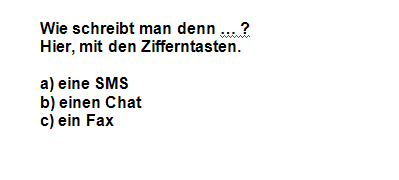 Wie schreibt man denn ... ?
Hier, mit den Zifferntasten.
a) eine SMS
b) einen Chat
c) ein Fax